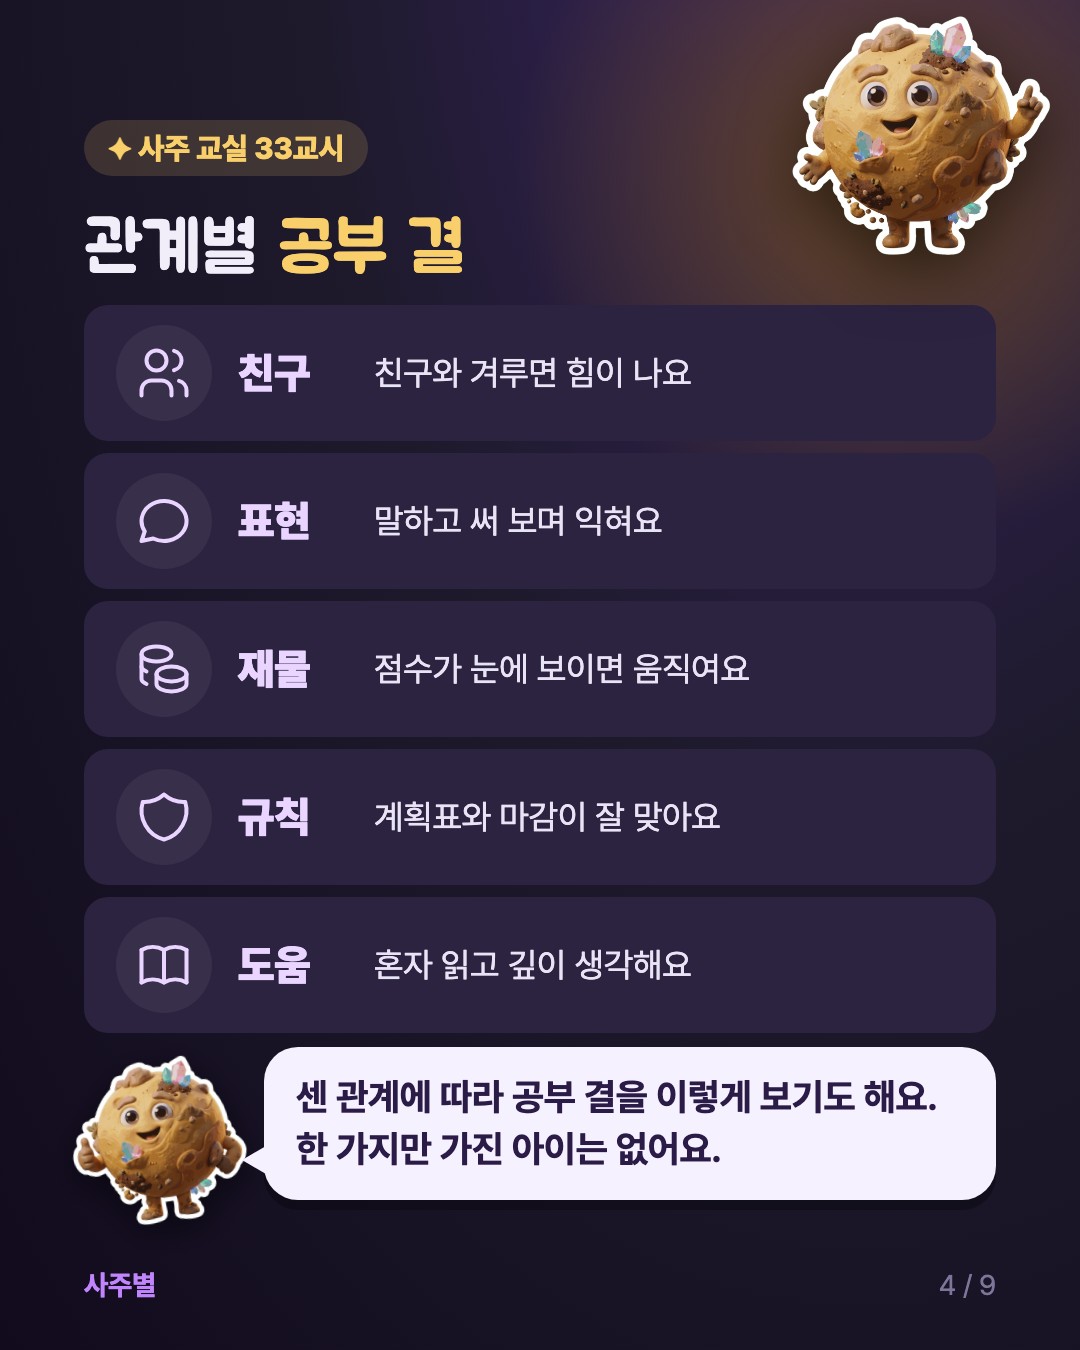 ✦ 사주 교실 33교시
관계별 공부 결
친구 친구와 겨루면 힘이 나요
표현 말하고 써 보며 익혀요
재물 점수가 눈에 보이면 움직여요
규칙 계획표와 마감이 잘 맞아요
도움 혼자 읽고 깊이 생각해요
센 관계에 따라 공부 결을 이렇게 보기도 해요.
한 가지만 가진 아이는 없어요.
사주별
4 / 9